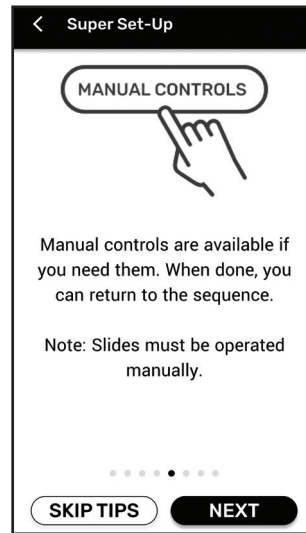 Super Set-Up
MANUAL CONTROLS
Manual controls are available if
you need them. When done, you
can return to the sequence.
Note: Slides must be operated
manually.
SKIP TIPS
NEXT